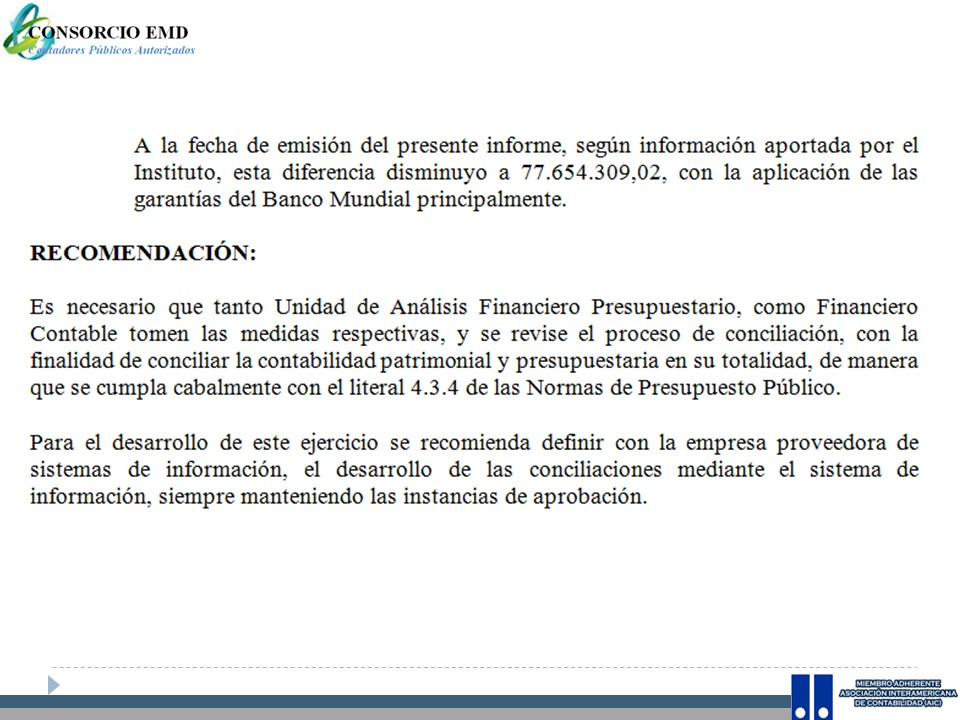 CONSORCIO EMD
Contadores Públicos Autorizados
A la fecha de emisión del presente informe, según información aportada por el
Instituto, esta diferencia disminuyo a 77.654.309,02, con la aplicación de las
garantías del Banco Mundial principalmente.
RECOMENDACIÓN:
Es necesario que tanto Unidad de Análisis Financiero Presupuestario, como Financiero
Contable tomen las medidas respectivas, y se revise el proceso de conciliación, con la
finalidad de conciliar la contabilidad patrimonial y presupuestaria en su totalidad, de manera
que se cumpla cabalmente con el literal 4.3.4 de las Normas de Presupuesto Público.
Para el desarrollo de este ejercicio se recomienda definir con la empresa proveedora de
sistemas de información, el desarrollo de las conciliaciones mediante el sistema de
información, siempre manteniendo las instancias de aprobación.
MIEMBRO ADHERENTE
ASOCIACIÓN INTERAMERICANA
DE CONTABILIDAD (AIC)